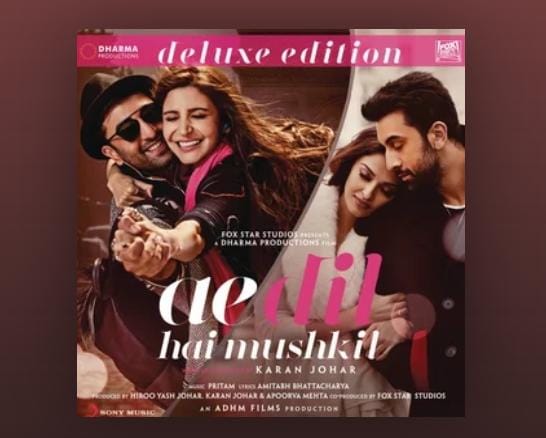 DHARMA
PRODUCTIONS
deluxe edition
FOX
FOX STAR STUDIOS PRESENTS
A DHARMA PRODUCTIONS FILM
ae dil
hai mushkil
KARAN JOHAR
MUSIC PRITAM LYRICS AMITABH BHATTACHARYA
PRODUCED BY HIROO YASH JOHAR, KARAN JOHAR & APOORVA MEHTA CO-PRODUCED BY FOX STAR STUDIOS
SONY MUSIC
AN ADHM FILMS PRODUCTION